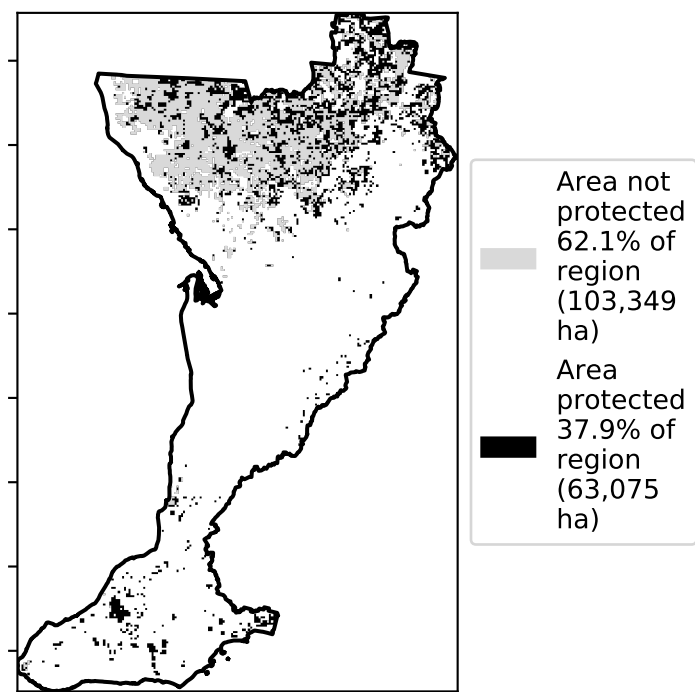 Area not
protected
62.1% of
region
(103,349
ha)
Area
protected
37.9% of
region
(63,075
ha)